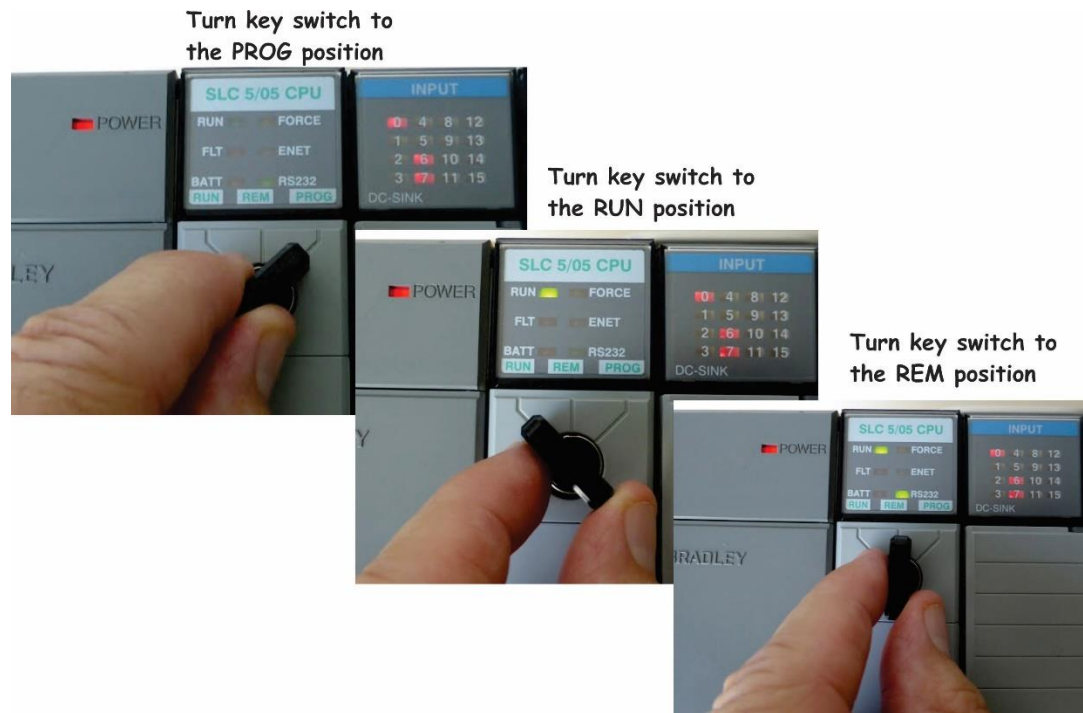 Turn key switch to
the PROG position
POWER
SLC 5/05 CPU
RUN FORCE
FLT ENET
BATT RS232
RUN REM PROG
INPUT
0 4 8 12
1 5 9 13
2 6 10 14
3 7 11 15
DC-SINK
LEY
Turn key switch to
the RUN position
POWER
SLC 5/05 CPU
RUN FORCE
FLT ENET
BATT RS232
RUN REM PROG
INPUT
0 4 8 12
1 5 9 13
2 6 10 14
3 7 11 15
DC-SINK
Y
Turn key switch to
the REM position
POWER
SLC 5/05 CPU
RUN FORCE
FLT ENET
BATT RS232
RUN REM PROG
INPUT
0 4 8 12
1 5 9 13
2 6 10 14
3 7 11 15
DC-SINK
BRADLEY